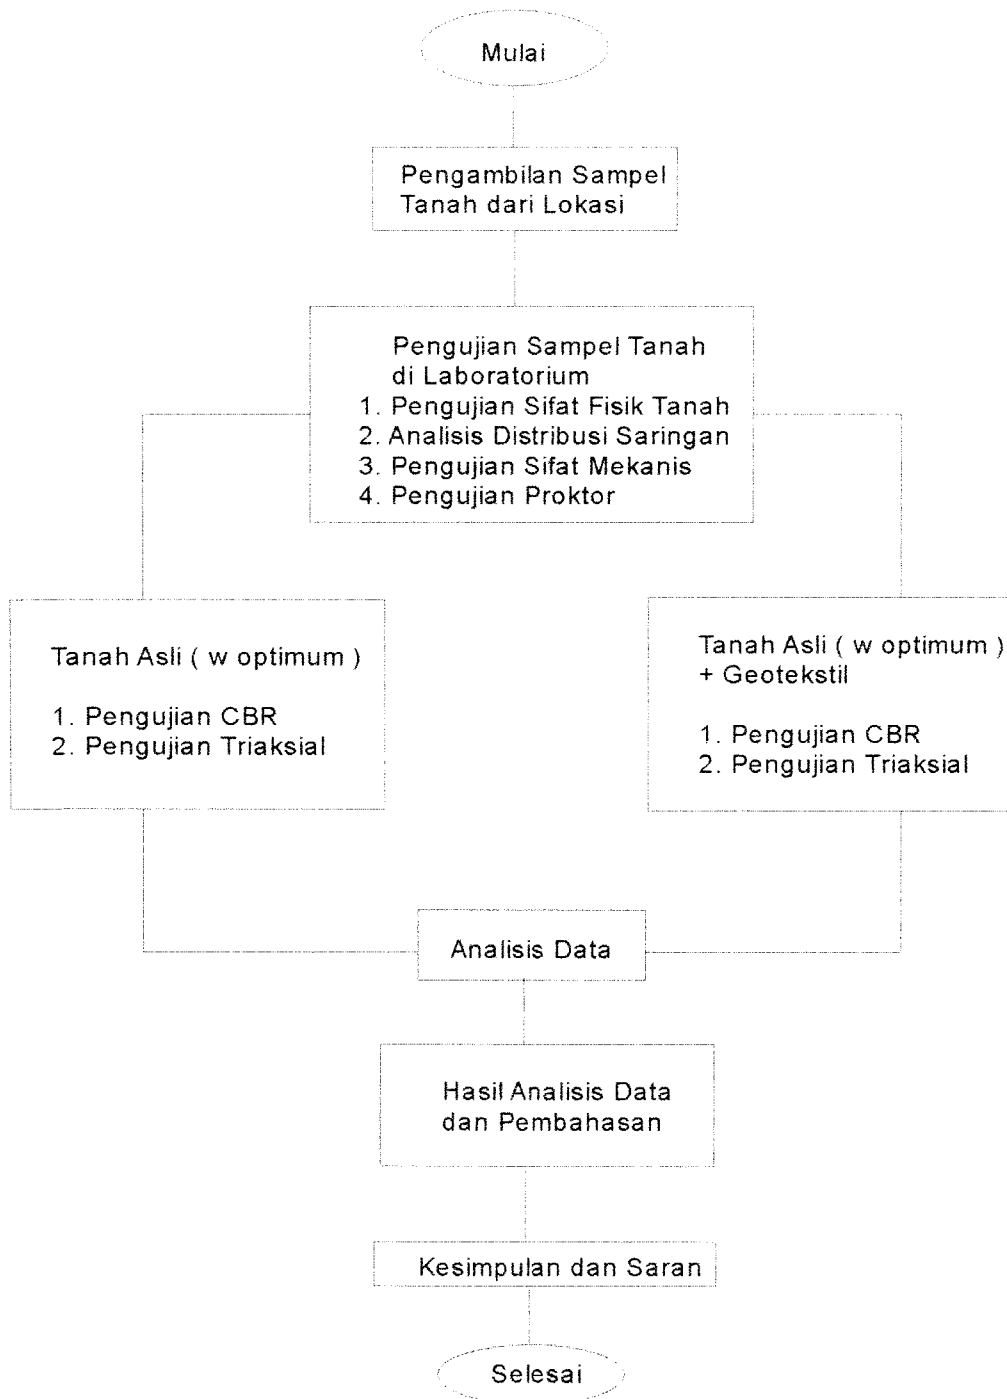 Mulai
Pengambilan Sampel
Tanah dari Lokasi
Pengujian Sampel Tanah
di Laboratorium
1. Pengujian Sifat Fisik Tanah
2. Analisis Distribusi Saringan
3. Pengujian Sifat Mekanis
4. Pengujian Proktor
Tanah Asli ( w optimum )
1. Pengujian CBR
2. Pengujian Triaksial
Tanah Asli ( w optimum )
+ Geotekstil
1. Pengujian CBR
2. Pengujian Triaksial
Analisis Data
Hasil Analisis Data
dan Pembahasan
Kesimpulan dan Saran
Selesai